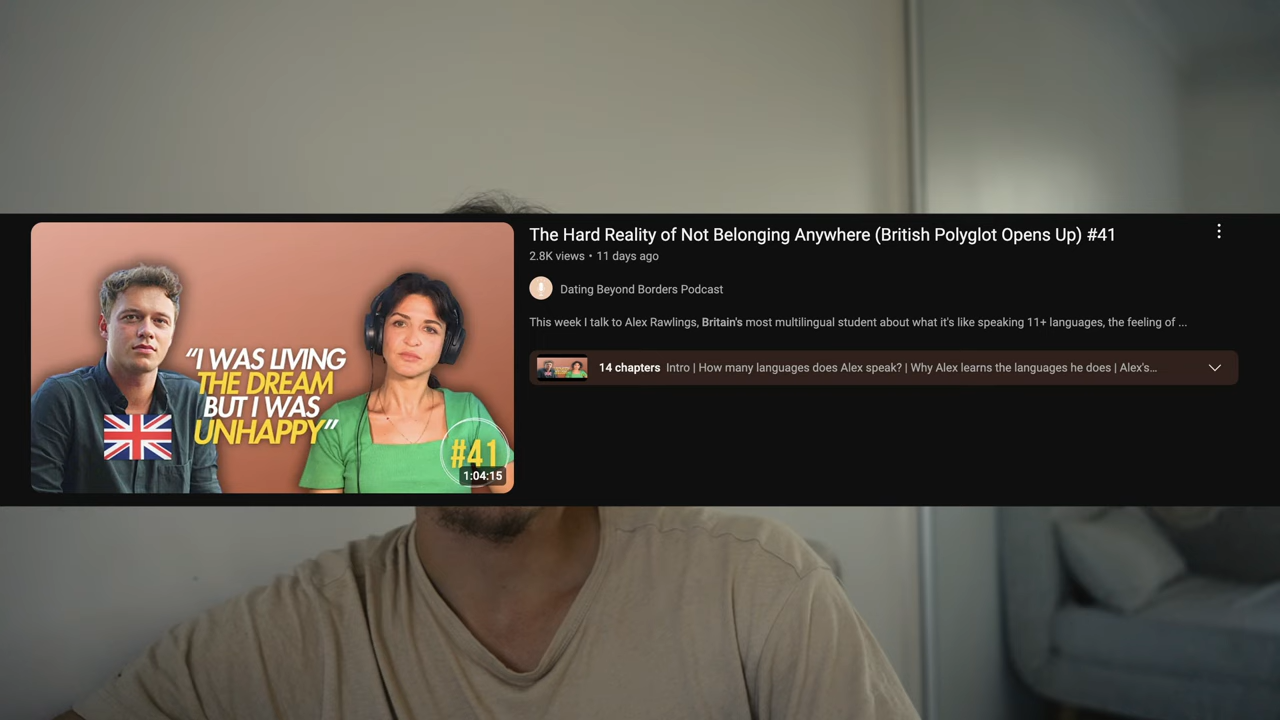 "I WAS LIVING
THE DREAM
BUT I WAS
UNHAPPY"
#41
1:04:15
The Hard Reality of Not Belonging Anywhere (British Polyglot Opens Up) #41
2.8K views • 11 days ago
Dating Beyond Borders Podcast
This week I talk to Alex Rawlings, Britain's most multilingual student about what it's like speaking 11+ languages, the feeling of ...
14 chapters Intro | How many languages does Alex speak? | Why Alex learns the languages he does | Alex's...